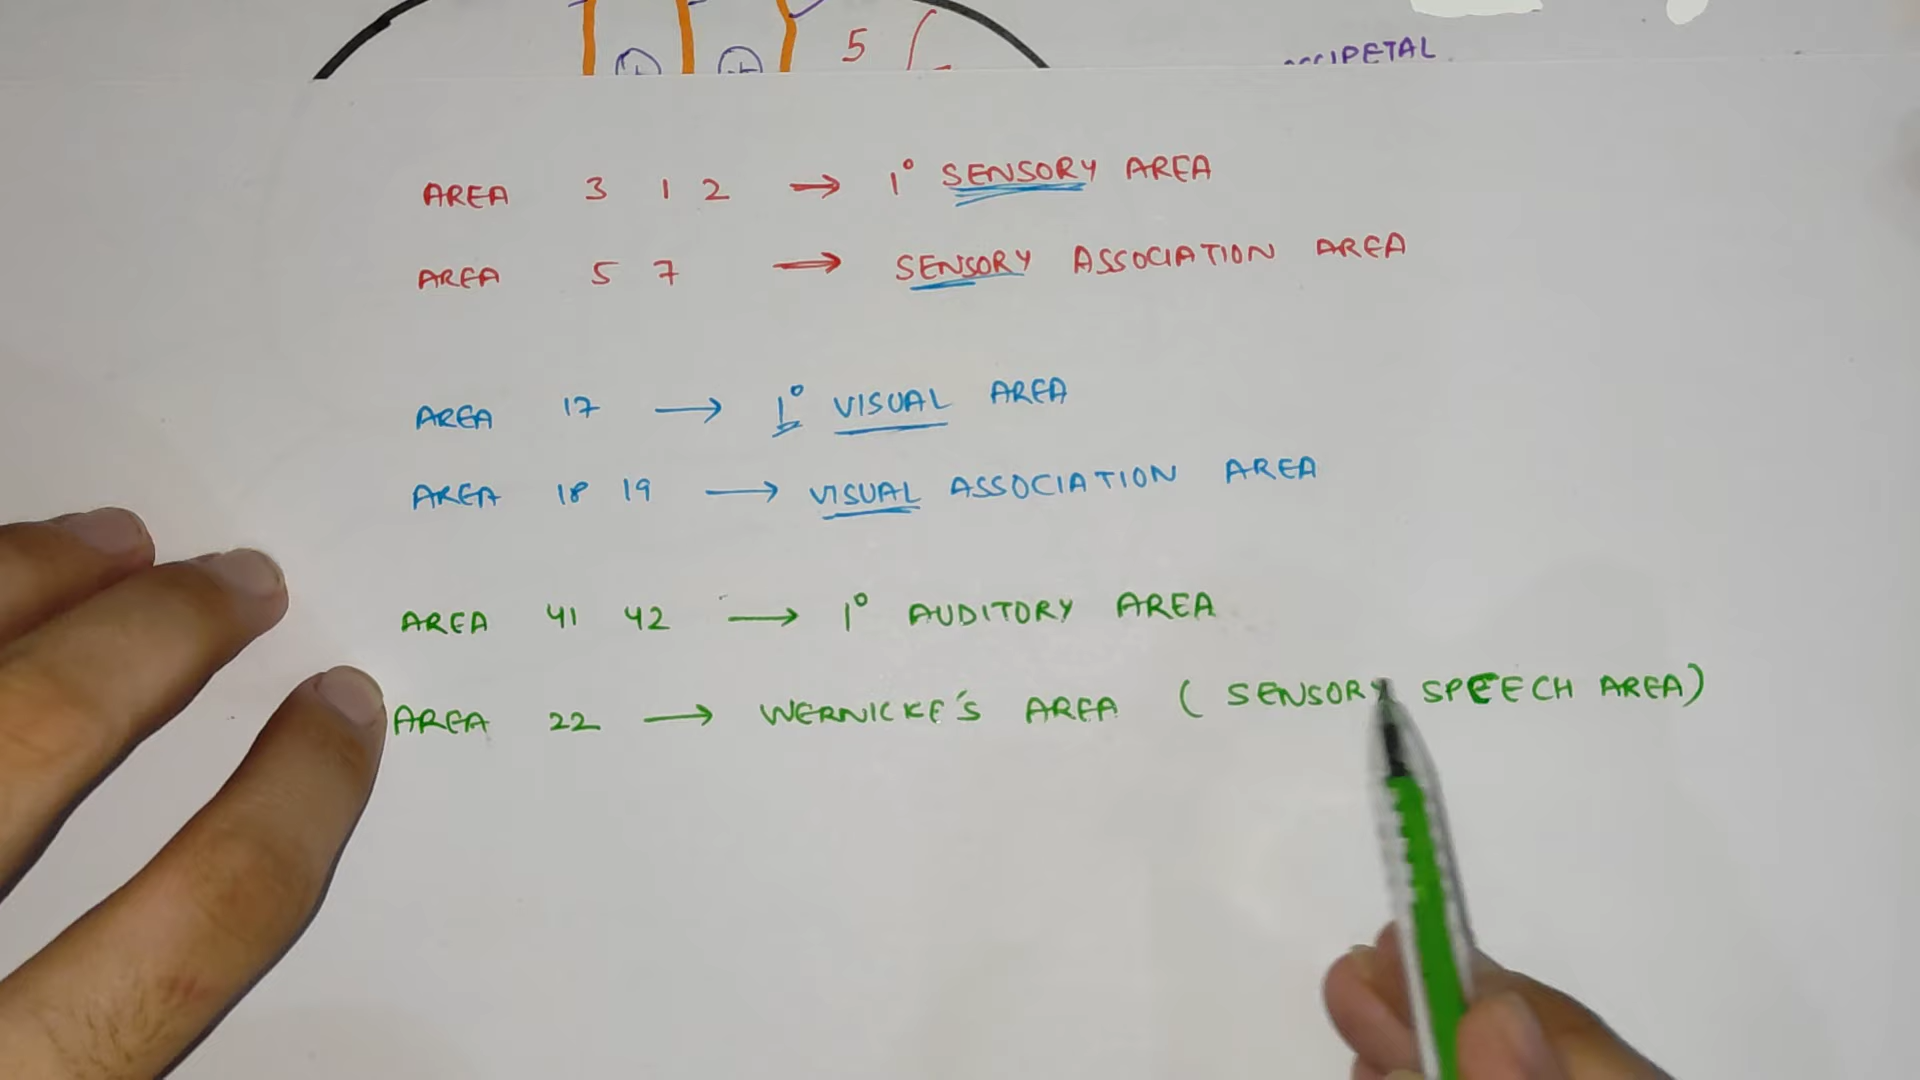 5
AREA 3 1 2 → 1° SENSORY AREA
AREA 5 7 → SENSORY ASSOCIATION AREA
AREA 17 → 1° VISUAL AREA
AREA 18 19 → VISUAL ASSOCIATION AREA
AREA 41 42 → 1° AUDITORY AREA
AREA 22 → WERNICKE'S AREA ( SENSORY SPEECH AREA)